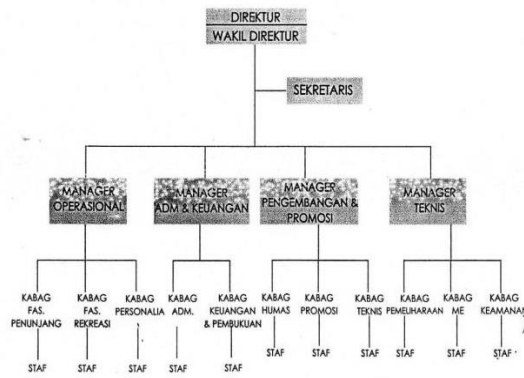 DIREKTUR
WAKIL DIREKTUR
SEKRETARIS
MANAGER
OPERASIONAL
MANAGER
ADM & KEUANGAN
MANAGER
PENGEMBANGAN &
PROMOSI
MANAGER
TEKNIS
KABAG
FAS.
PENUNJANG
KABAG
FAS.
REKREASI
KABAG
PERSONALIA
KABAG
ADM.
KABAG
KEUANGAN
& PEMBUKUAN
KABAG
HUMAS
KABAG
PROMOSI
KABAG
TEKNIS
KABAG
PEMELIHARAAN
KABAG
ME
KABAG
KEAMANAN
STAF
STAF
STAF
STAF
STAF
STAF
STAF
STAF
STAF
STAF
STAF